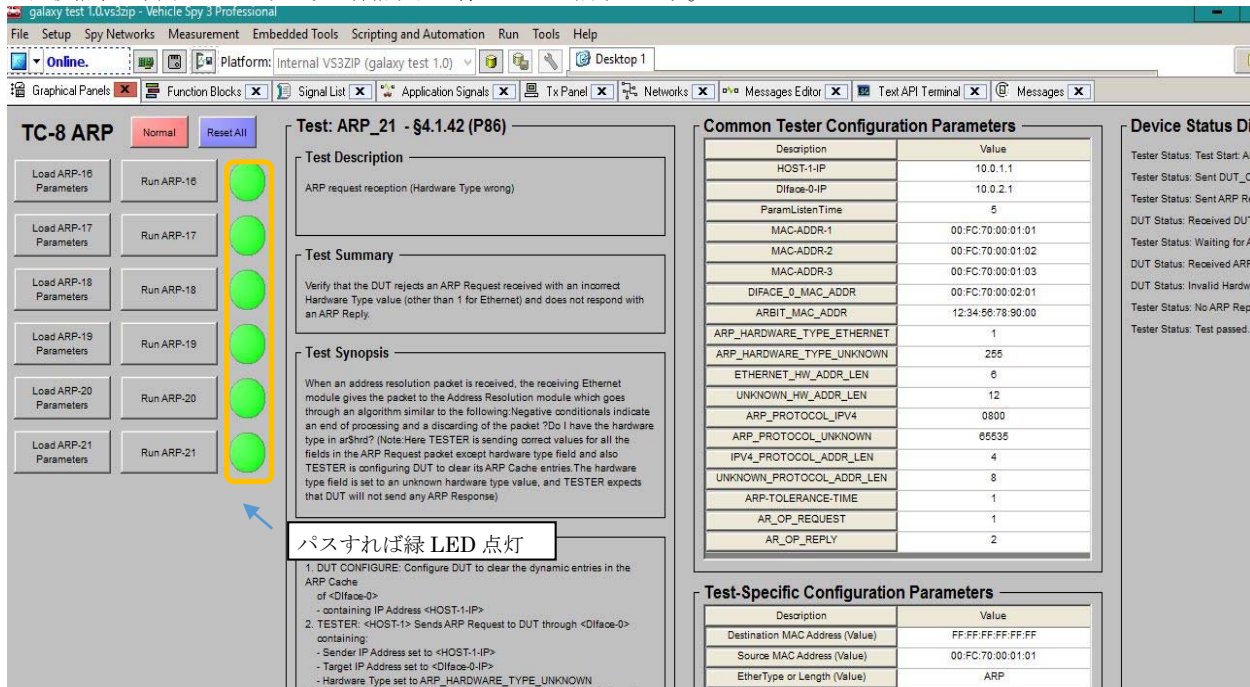 galaxy test 1.0.vs3zip - Vehicle Spy 3 Professional
File Setup Spy Networks Measurement Embedded Tools Scripting and Automation Run Tools Help
Online. Platform: Internal VS3ZIP (galaxy test 1.0) Desktop 1
Graphical Panels Function Blocks Signal List Application Signals Tx Panel Networks Messages Editor Text API Terminal Messages
TC-8 ARP Normal Reset All
Load ARP-16 Parameters Run ARP-16
Load ARP-17 Parameters Run ARP-17
Load ARP-18 Parameters Run ARP-18
Load ARP-19 Parameters Run ARP-19
Load ARP-20 Parameters Run ARP-20
Load ARP-21 Parameters Run ARP-21
Test: ARP_21 - §4.1.42 (P86)
Test Description
ARP request reception (Hardware Type wrong)
Test Summary
Verify that the DUT rejects an ARP Request received with an incorrect
Hardware Type value (other than 1 for Ethernet) and does not respond with
an ARP Reply.
Test Synopsis
When an address resolution packet is received, the receiving Ethernet
module gives the packet to the Address Resolution module which goes
through an algorithm similar to the following:Negative conditionals indicate
an end of processing and a discarding of the packet ?Do I have the hardware
type in ar$hrd? (Note:Here TESTER is sending correct values for all the
fields in the ARP Request packet except hardware type field and also
TESTER is configuring DUT to clear its ARP Cache entries.The hardware
type field is set to an unknown hardware type value, and TESTER expects
that DUT will not send any ARP Response)
パスすれば緑 LED 点灯
1. DUT CONFIGURE: Configure DUT to clear the dynamic entries in the
ARP Cache
of <DIface-0>
- containing IP Address <HOST-1-IP>
2. TESTER: <HOST-1> Sends ARP Request to DUT through <DIface-0>
containing:
- Sender IP Address set to <HOST-1-IP>
- Target IP Address set to <DIface-0-IP>
- Hardware Type set to ARP_HARDWARE_TYPE_UNKNOWN
Common Tester Configuration Parameters
Description Value
HOST-1-IP 10.0.1.1
DIface-0-IP 10.0.2.1
ParamListenTime 5
MAC-ADDR-1 00:FC:70:00:01:01
MAC-ADDR-2 00:FC:70:00:01:02
MAC-ADDR-3 00:FC:70:00:01:03
DIFACE_0_MAC_ADDR 00:FC:70:00:02:01
ARBIT_MAC_ADDR 12:34:56:78:90:00
ARP_HARDWARE_TYPE_ETHERNET 1
ARP_HARDWARE_TYPE_UNKNOWN 255
ETHERNET_HW_ADDR_LEN 6
UNKNOWN_HW_ADDR_LEN 12
ARP_PROTOCOL_IPV4 0800
ARP_PROTOCOL_UNKNOWN 65535
IPV4_PROTOCOL_ADDR_LEN 4
UNKNOWN_PROTOCOL_ADDR_LEN 8
ARP-TOLERANCE-TIME 1
AR_OP_REQUEST 1
AR_OP_REPLY 2
Test-Specific Configuration Parameters
Description Value
Destination MAC Address (Value) FF:FF:FF:FF:FF:FF
Source MAC Address (Value) 00:FC:70:00:01:01
EtherType or Length (Value) ARP
Device Status Di
Tester Status: Test Start: A
Tester Status: Sent DUT_C
Tester Status: Sent ARP Re
DUT Status: Received DUT
Tester Status: Waiting for A
DUT Status: Received ARP
DUT Status: Invalid Hardw
Tester Status: No ARP Rep
Tester Status: Test passed.